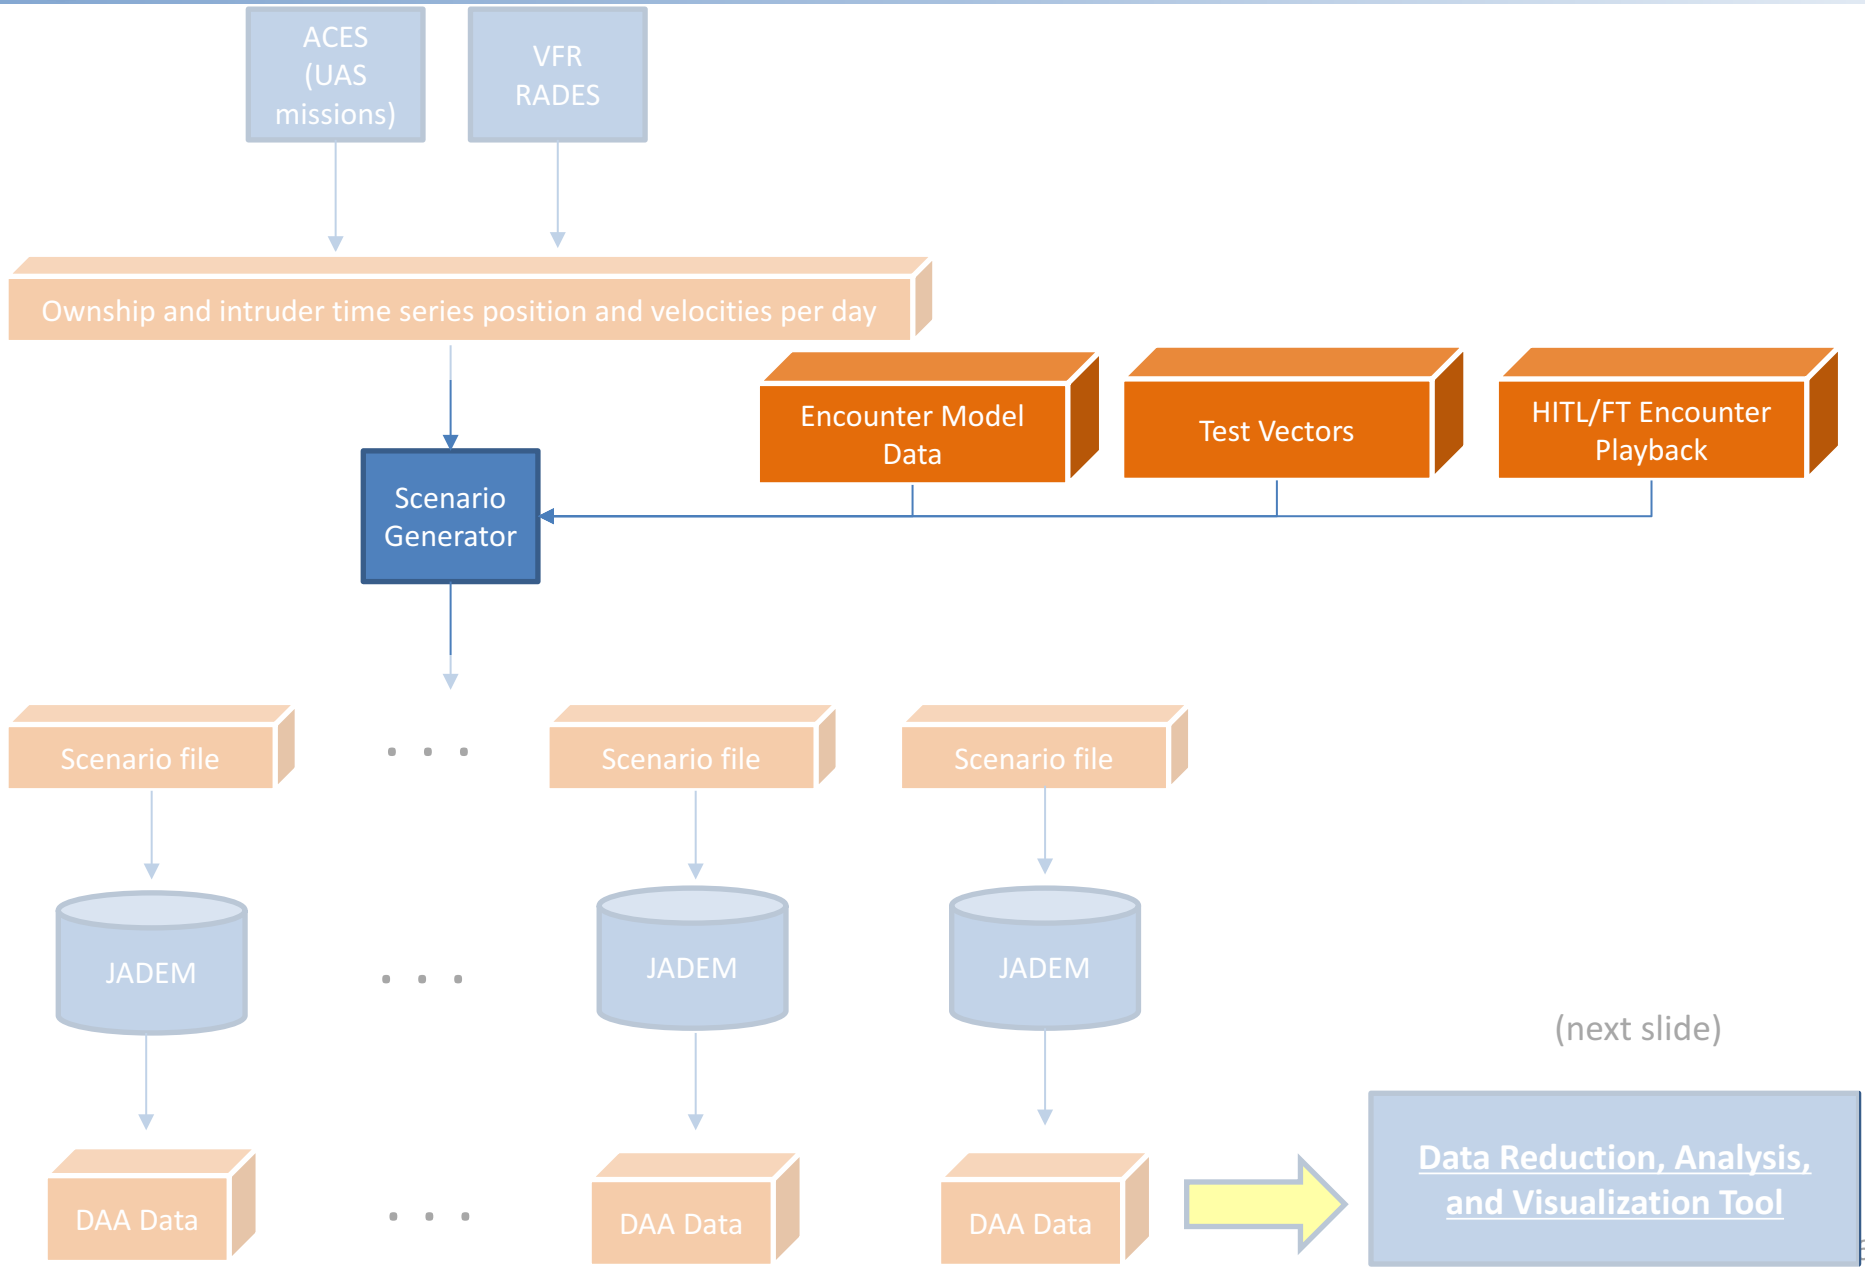 ACES
(UAS
missions)
VFR
RADES
Ownship and intruder time series position and velocities per day
Encounter Model
Data
Test Vectors
HITL/FT Encounter
Playback
Scenario
Generator
Scenario file
. . .
Scenario file
Scenario file
JADEM
. . .
JADEM
JADEM
(next slide)
Data Reduction, Analysis,
and Visualization Tool
DAA Data
. . .
DAA Data
DAA Data